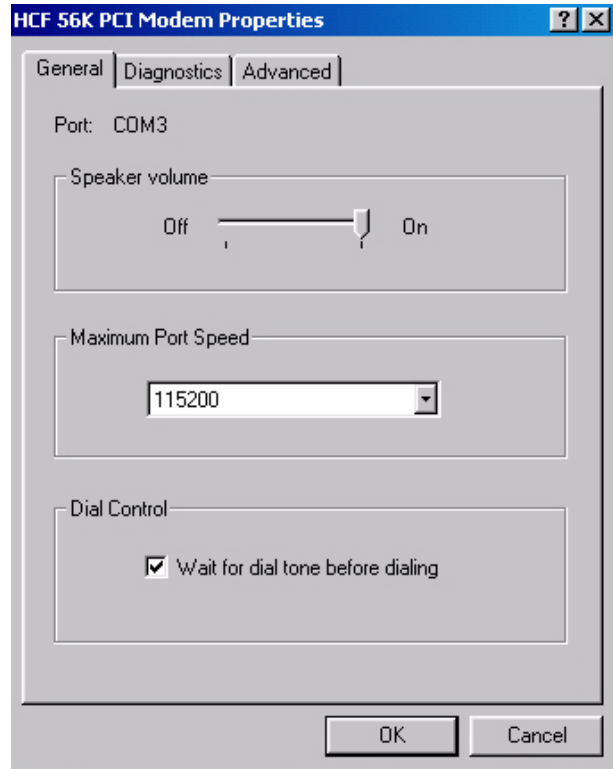 HCF 56K PCI Modem Properties
General Diagnostics Advanced
Port: COM3
Speaker volume
Off On
Maximum Port Speed
115200
Dial Control
Wait for dial tone before dialing
OK Cancel